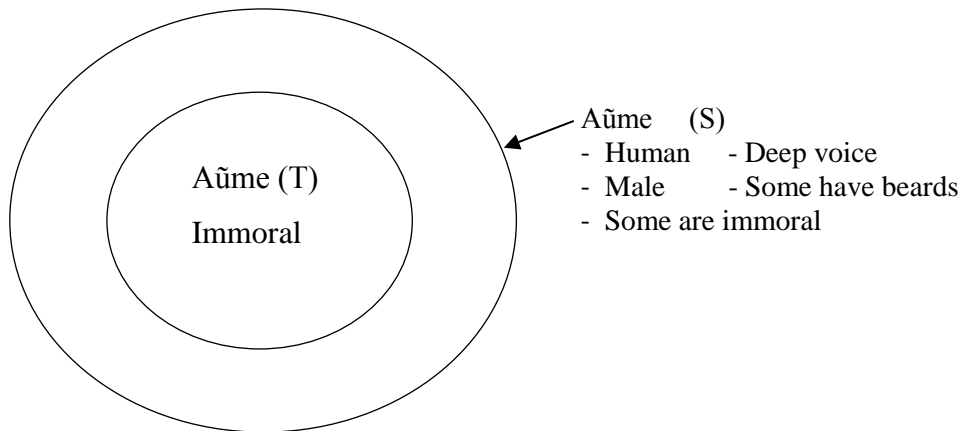 Aũme (S)
- Human - Deep voice
- Male - Some have beards
- Some are immoral
Aũme (T)
Immoral